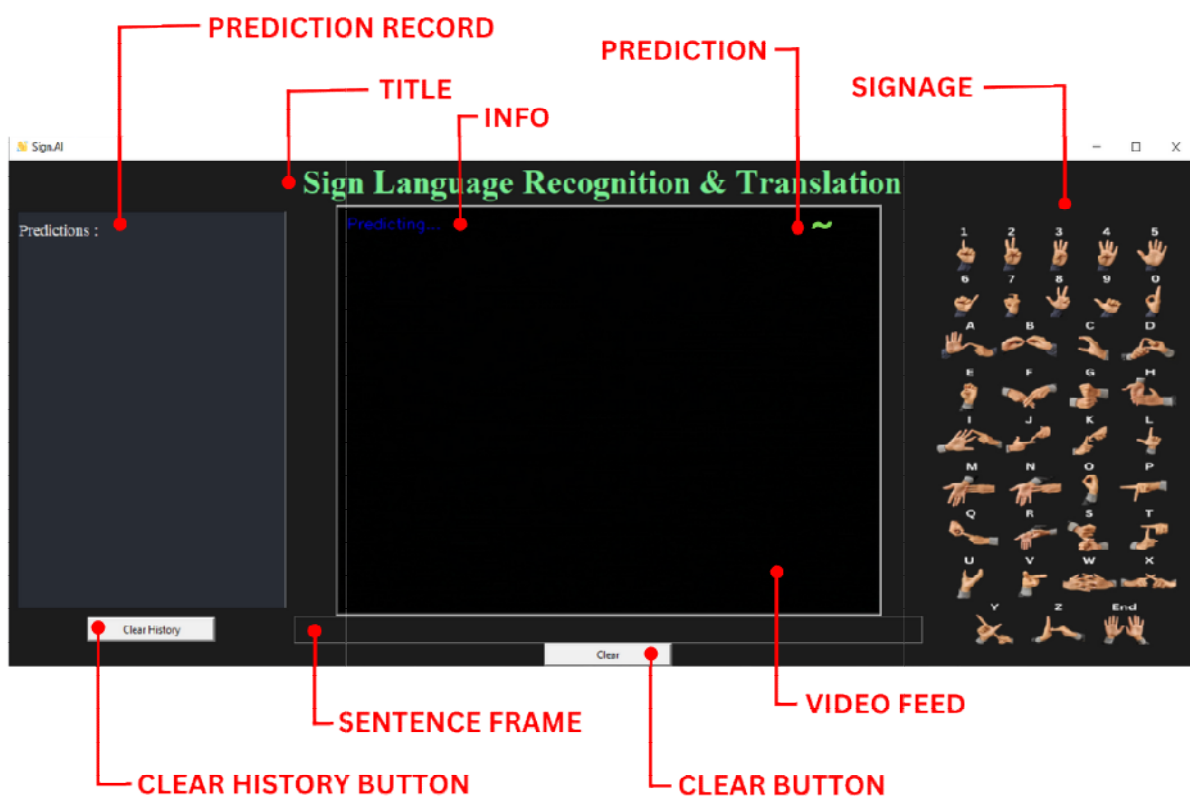 PREDICTION RECORD
PREDICTION
TITLE
SIGNAGE
INFO
Sign.AI
Sign Language Recognition & Translation
Predictions :
Predicting...
~
1 2 3 4 5
6 7 8 9 0
A B C D
E F G H
I J K L
M N O P
Q R S T
U V W X
Y Z End
Clear History
Clear
VIDEO FEED
SENTENCE FRAME
CLEAR HISTORY BUTTON
CLEAR BUTTON